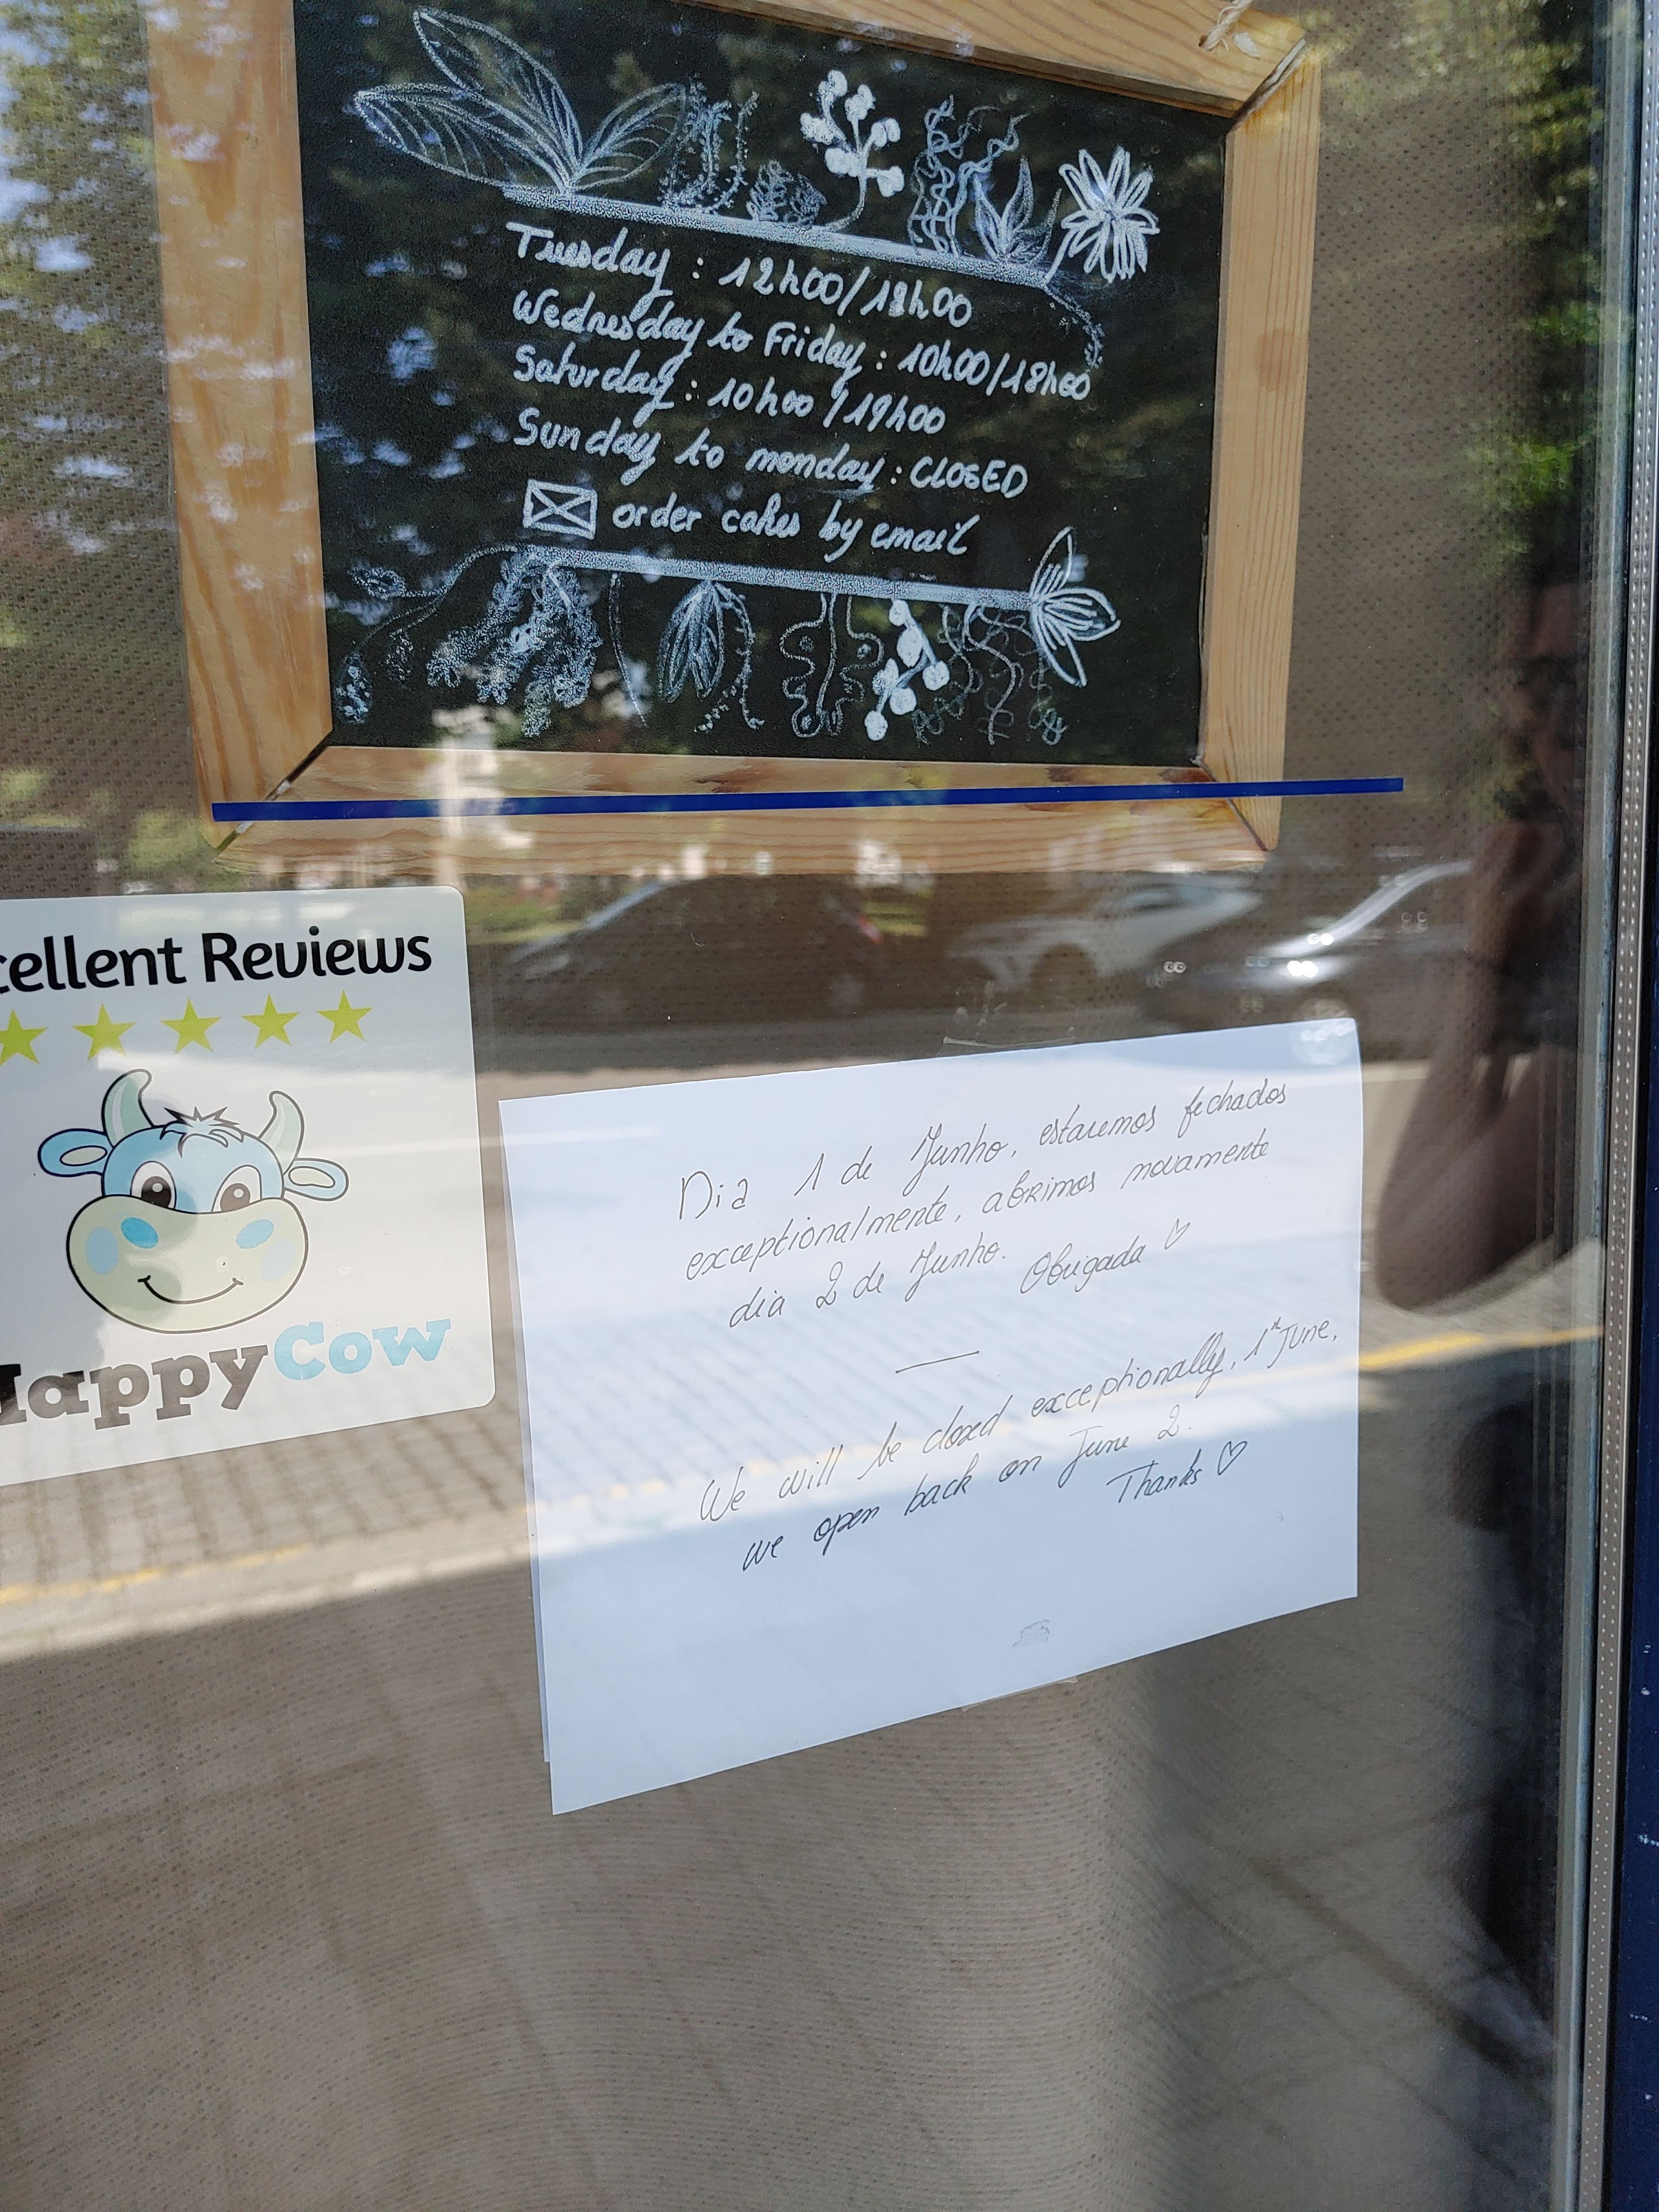 Tuesday : 12h00/18h00
Wednesday to Friday : 10h00/18h00
Saturday : 10h00/19h00
Sunday to monday : CLOSED
order cakes by email
cellent Reviews
HappyCow
Dia 1 de Junho, estaremos fechados
exceptionalmente, abrimos novamente
dia 2 de Junho. Obrigada
We will be closed exceptionally, 1st June,
we open back on June 2.
Thanks